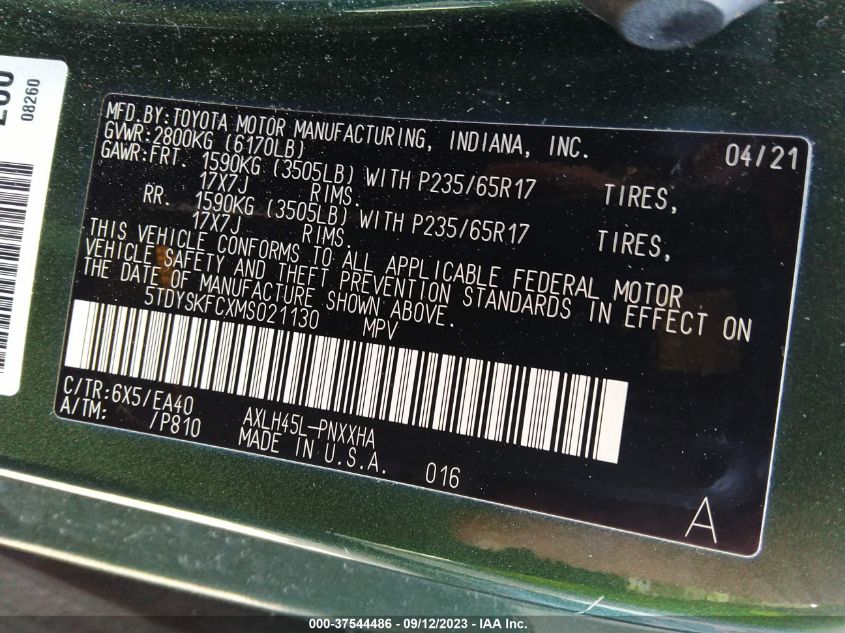 08260
MFD.BY:TOYOTA MOTOR MANUFACTURING, INDIANA, INC. 04/21
GVWR:2800KG (6170LB)
GAWR:FRT. 1590KG (3505LB) WITH P235/65R17 TIRES,
17X7J RIMS.
RR. 1590KG (3505LB) WITH P235/65R17 TIRES,
17X7J RIMS.
THIS VEHICLE CONFORMS TO ALL APPLICABLE FEDERAL MOTOR
VEHICLE SAFETY AND THEFT PREVENTION STANDARDS IN EFFECT ON
THE DATE OF MANUFACTURE SHOWN ABOVE.
5TDYSKFCXMS021130 MPV
C/TR:6X5/EA40
A/TM: /P810
AXLH45L-PNXXHA
MADE IN U.S.A.
016
A
000-37544486 - 09/12/2023 - IAA Inc.